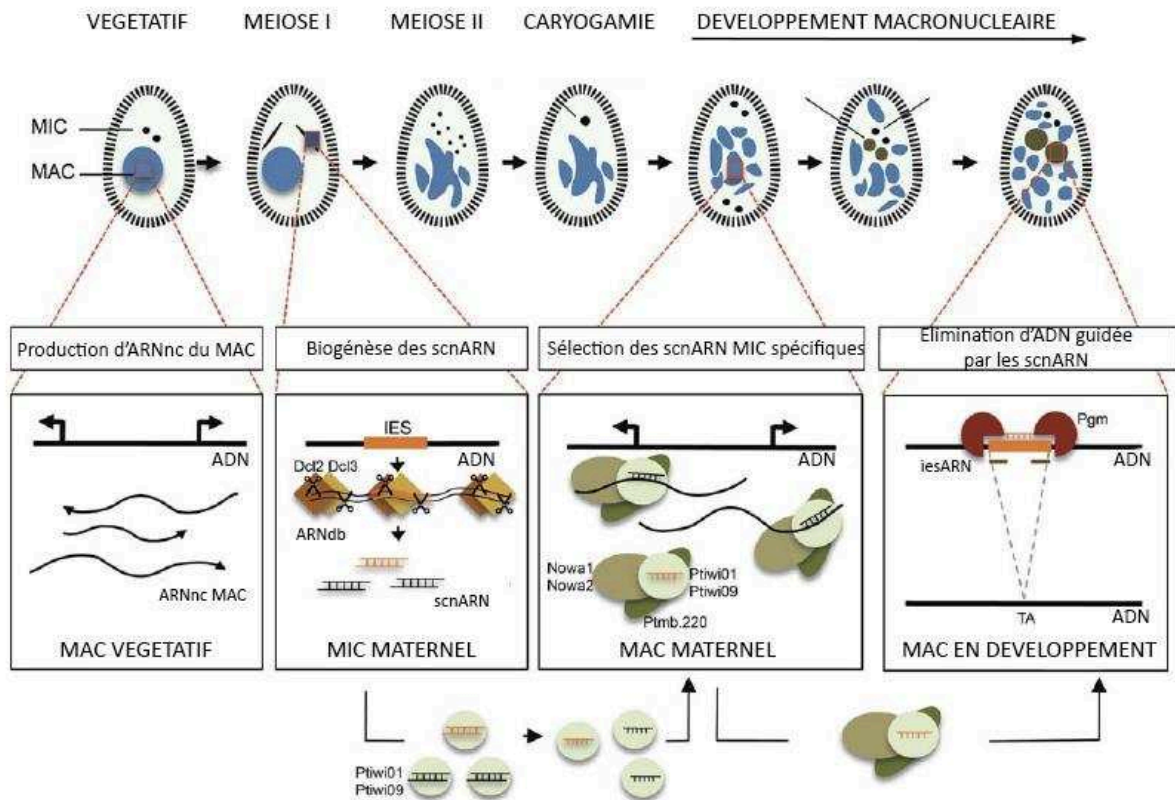 VEGETATIF MEIOSE I MEIOSE II CARYOGAMIE DEVELOPPEMENT MACRONUCLEAIRE
MIC
MAC
Production d'ARNnc du MAC
Biogénèse des scnARN
Sélection des scnARN MIC spécifiques
Elimination d'ADN guidée
par les scnARN
ADN
ARNnc MAC
MAC VEGETATIF
IES
ADN
Dcl2 Dcl3
ARNdb
scnARN
MIC MATERNEL
ADN
Nowa1
Nowa2
Ptiwi01
Ptiwi09
Ptmb.220
MAC MATERNEL
Pgm
iesARN
ADN
TA
ADN
MAC EN DEVELOPPEMENT
Ptiwi01
Ptiwi09